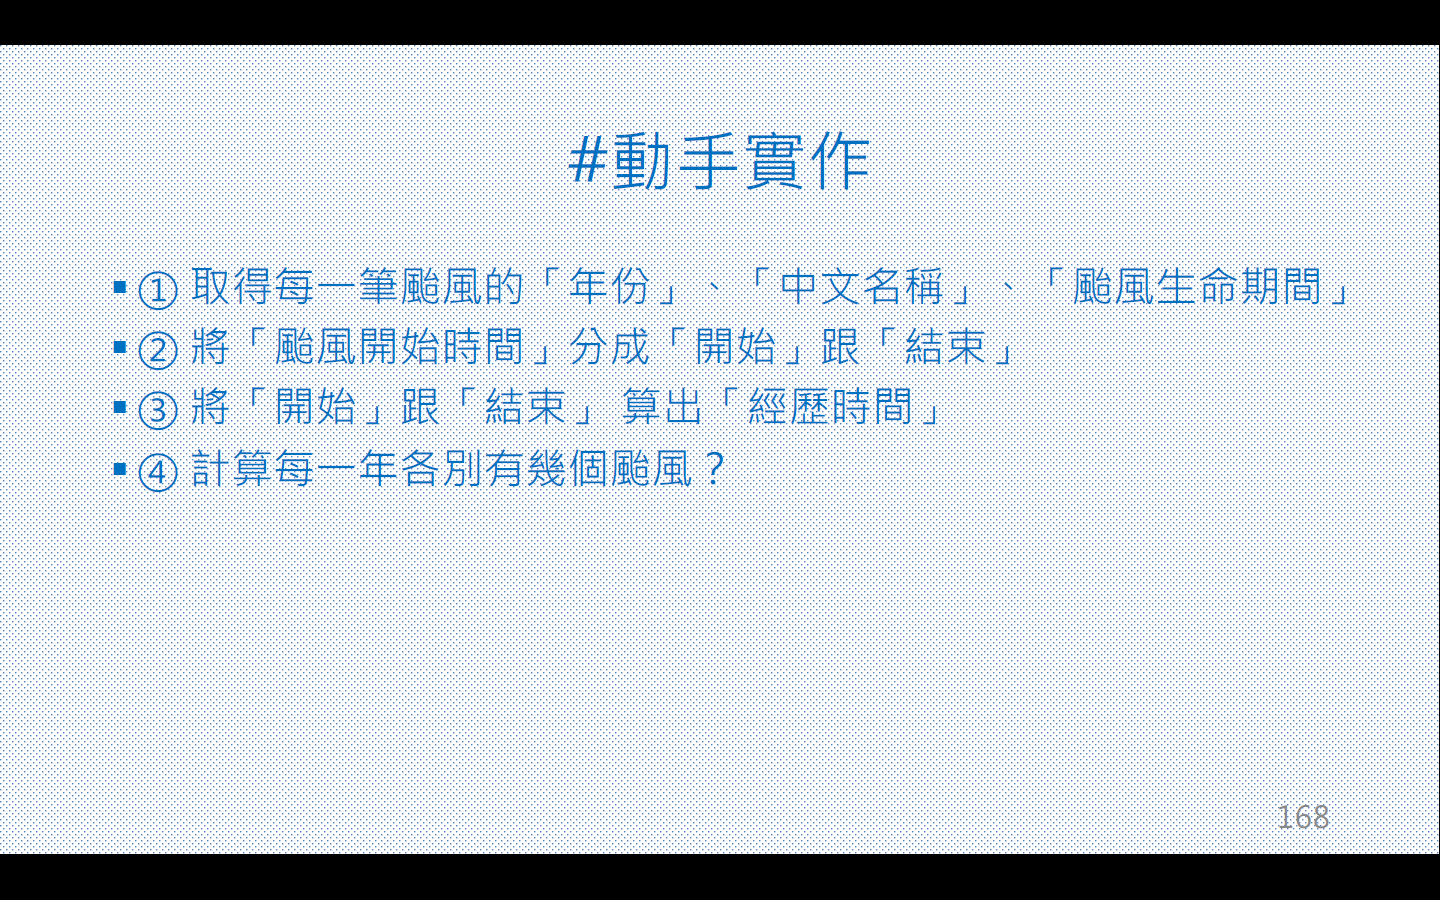 #動手實作
▪ ① 取得每一筆颱風的「年份」、「中文名稱」、「颱風生命期間」
▪ ② 將「颱風開始時間」分成「開始」跟「結束」
▪ ③ 將「開始」跟「結束」 算出「經歷時間」
▪ ④ 計算每一年各別有幾個颱風？
168